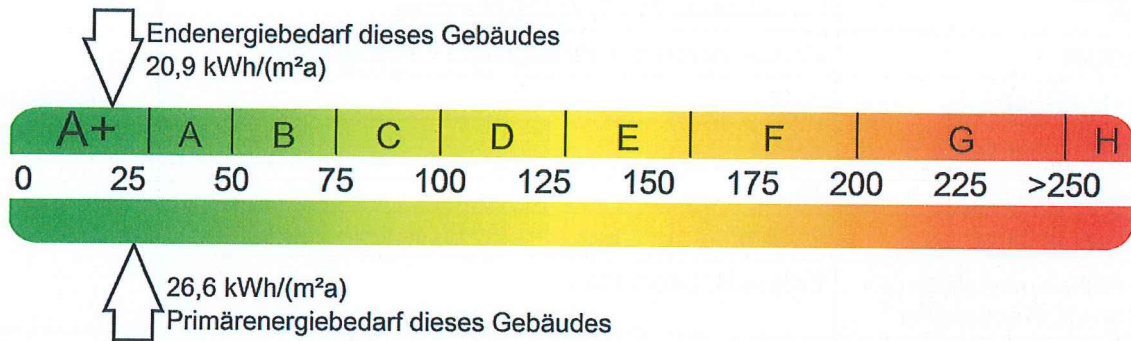 Endenergiebedarf dieses Gebäudes
20,9 kWh/(m²a)
A+ A B C D E F G H
0 25 50 75 100 125 150 175 200 225 >250
26,6 kWh/(m²a)
Primärenergiebedarf dieses Gebäudes